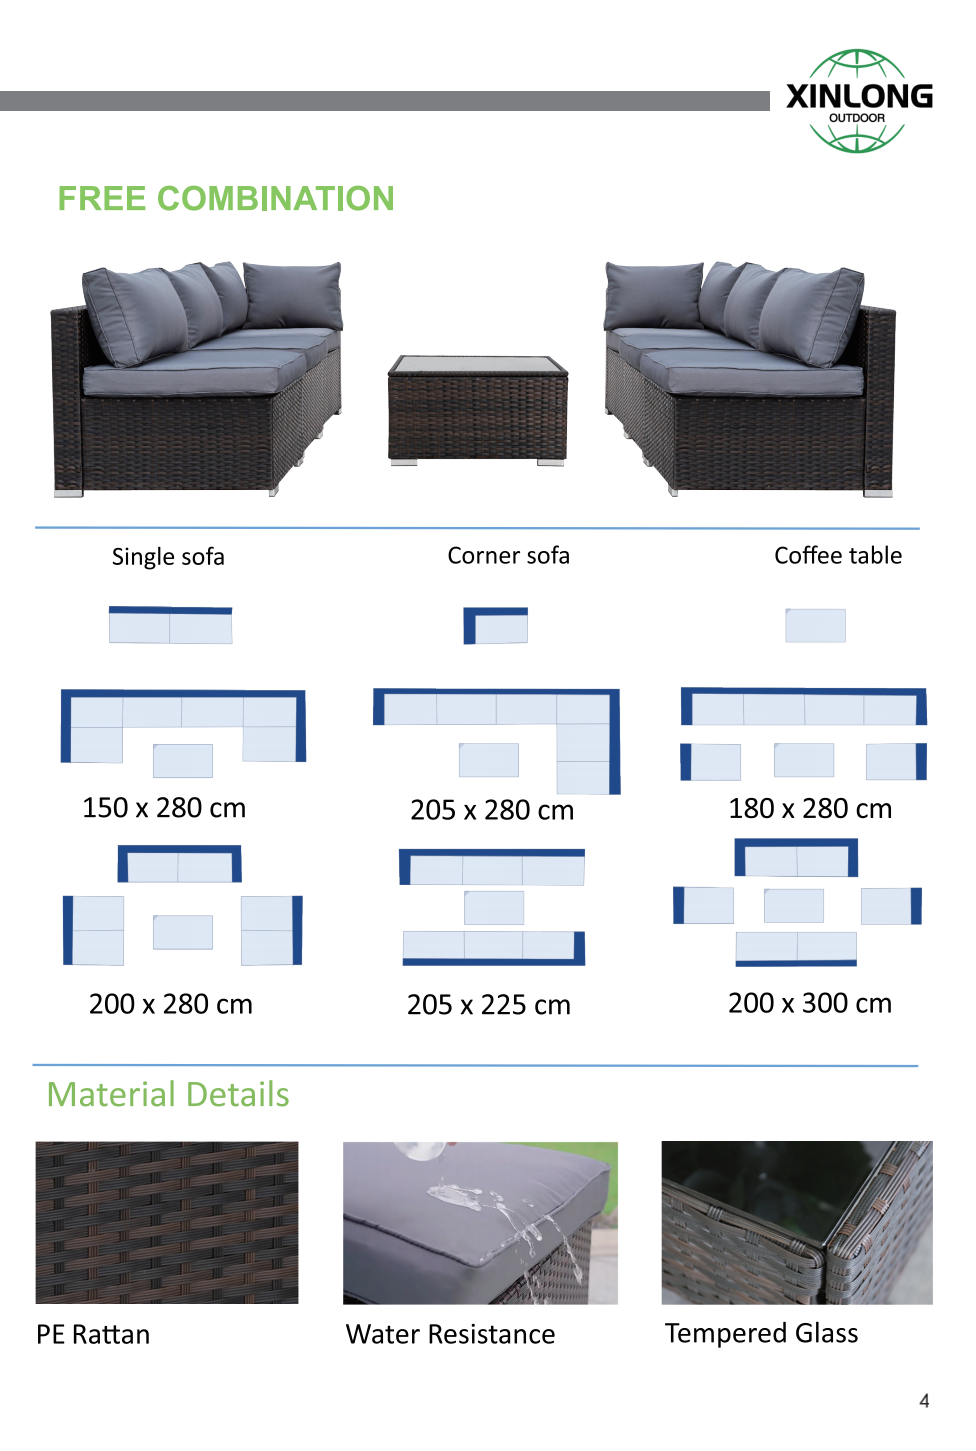 XINLONG
OUTDOOR
FREE COMBINATION
Single sofa
Corner sofa
Coffee table
150 x 280 cm
205 x 280 cm
180 x 280 cm
200 x 280 cm
205 x 225 cm
200 x 300 cm
Material Details
PE Rattan
Water Resistance
Tempered Glass
4